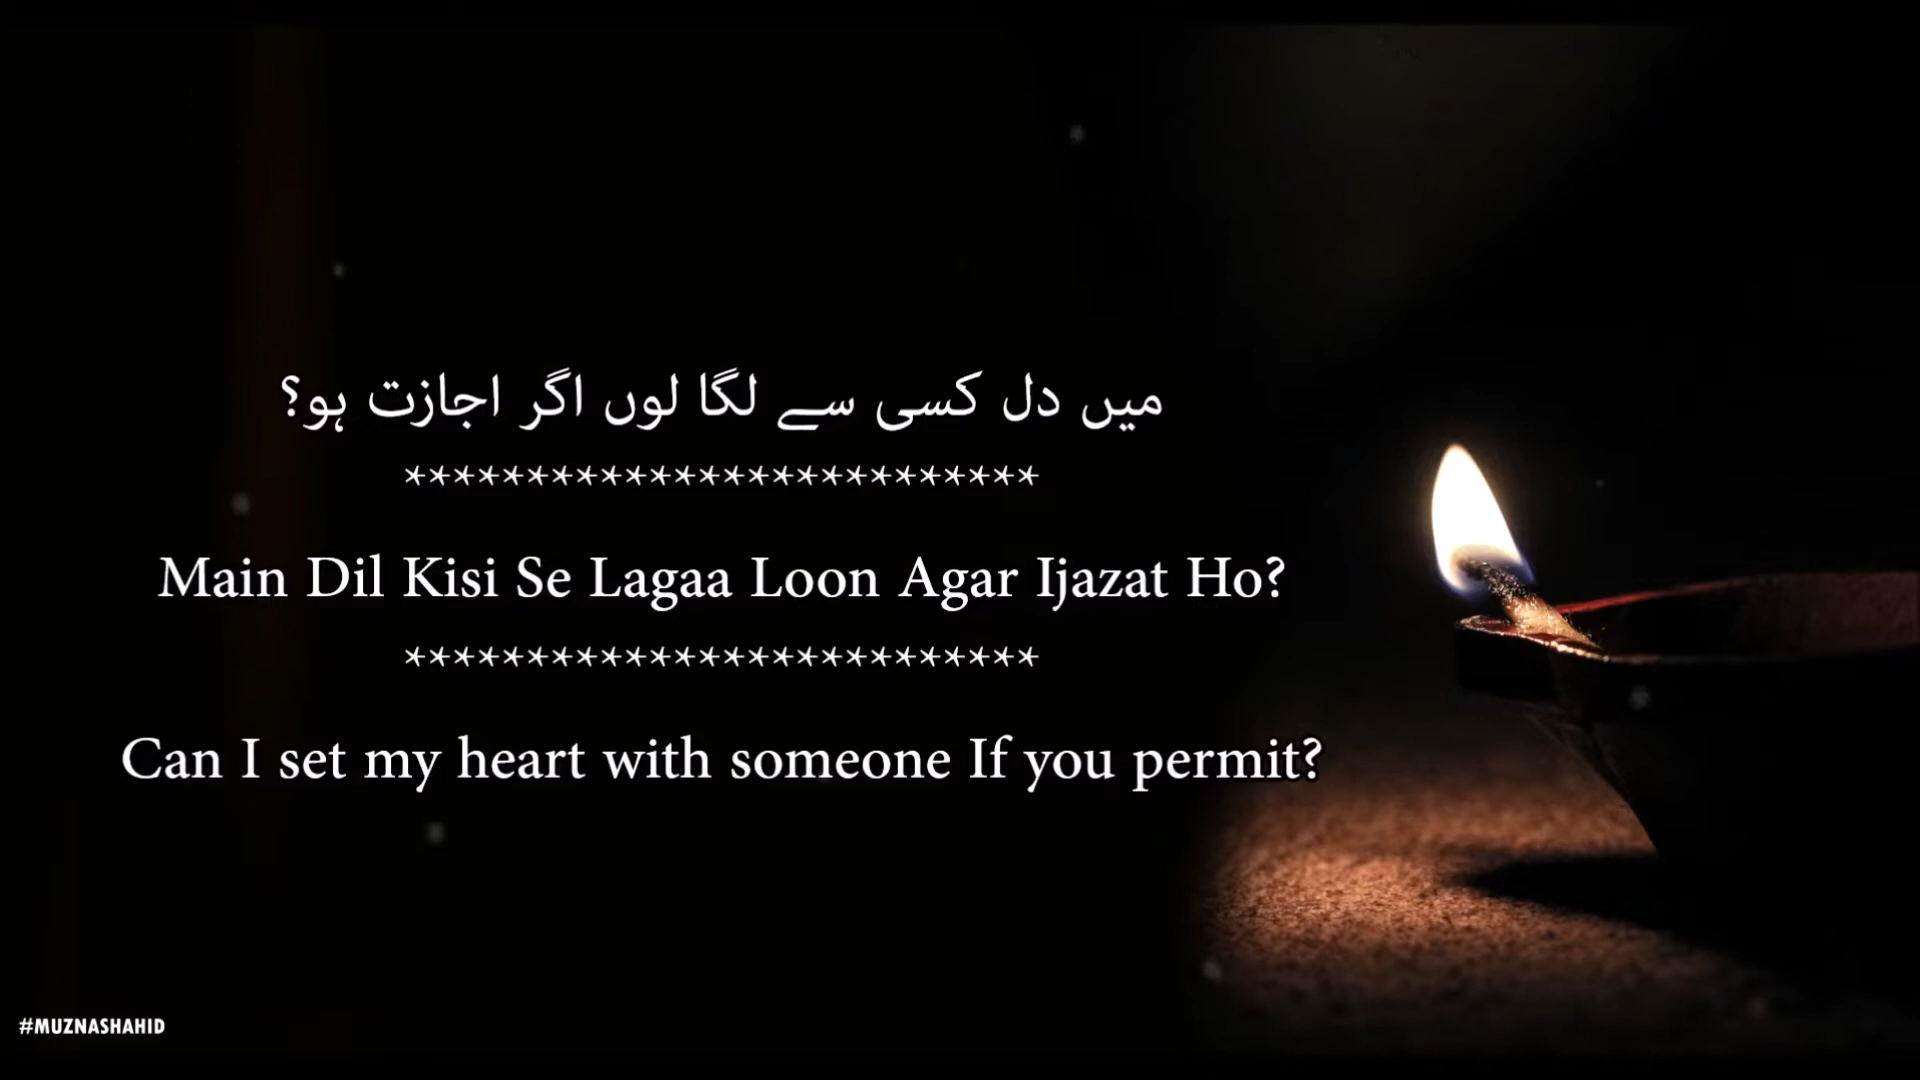 میں دل کسی سے لگا لوں اگر اجازت ہو؟
**************************
Main Dil Kisi Se Lagaa Loon Agar Ijazat Ho?
**************************
Can I set my heart with someone If you permit?
#MUZNASHAHID